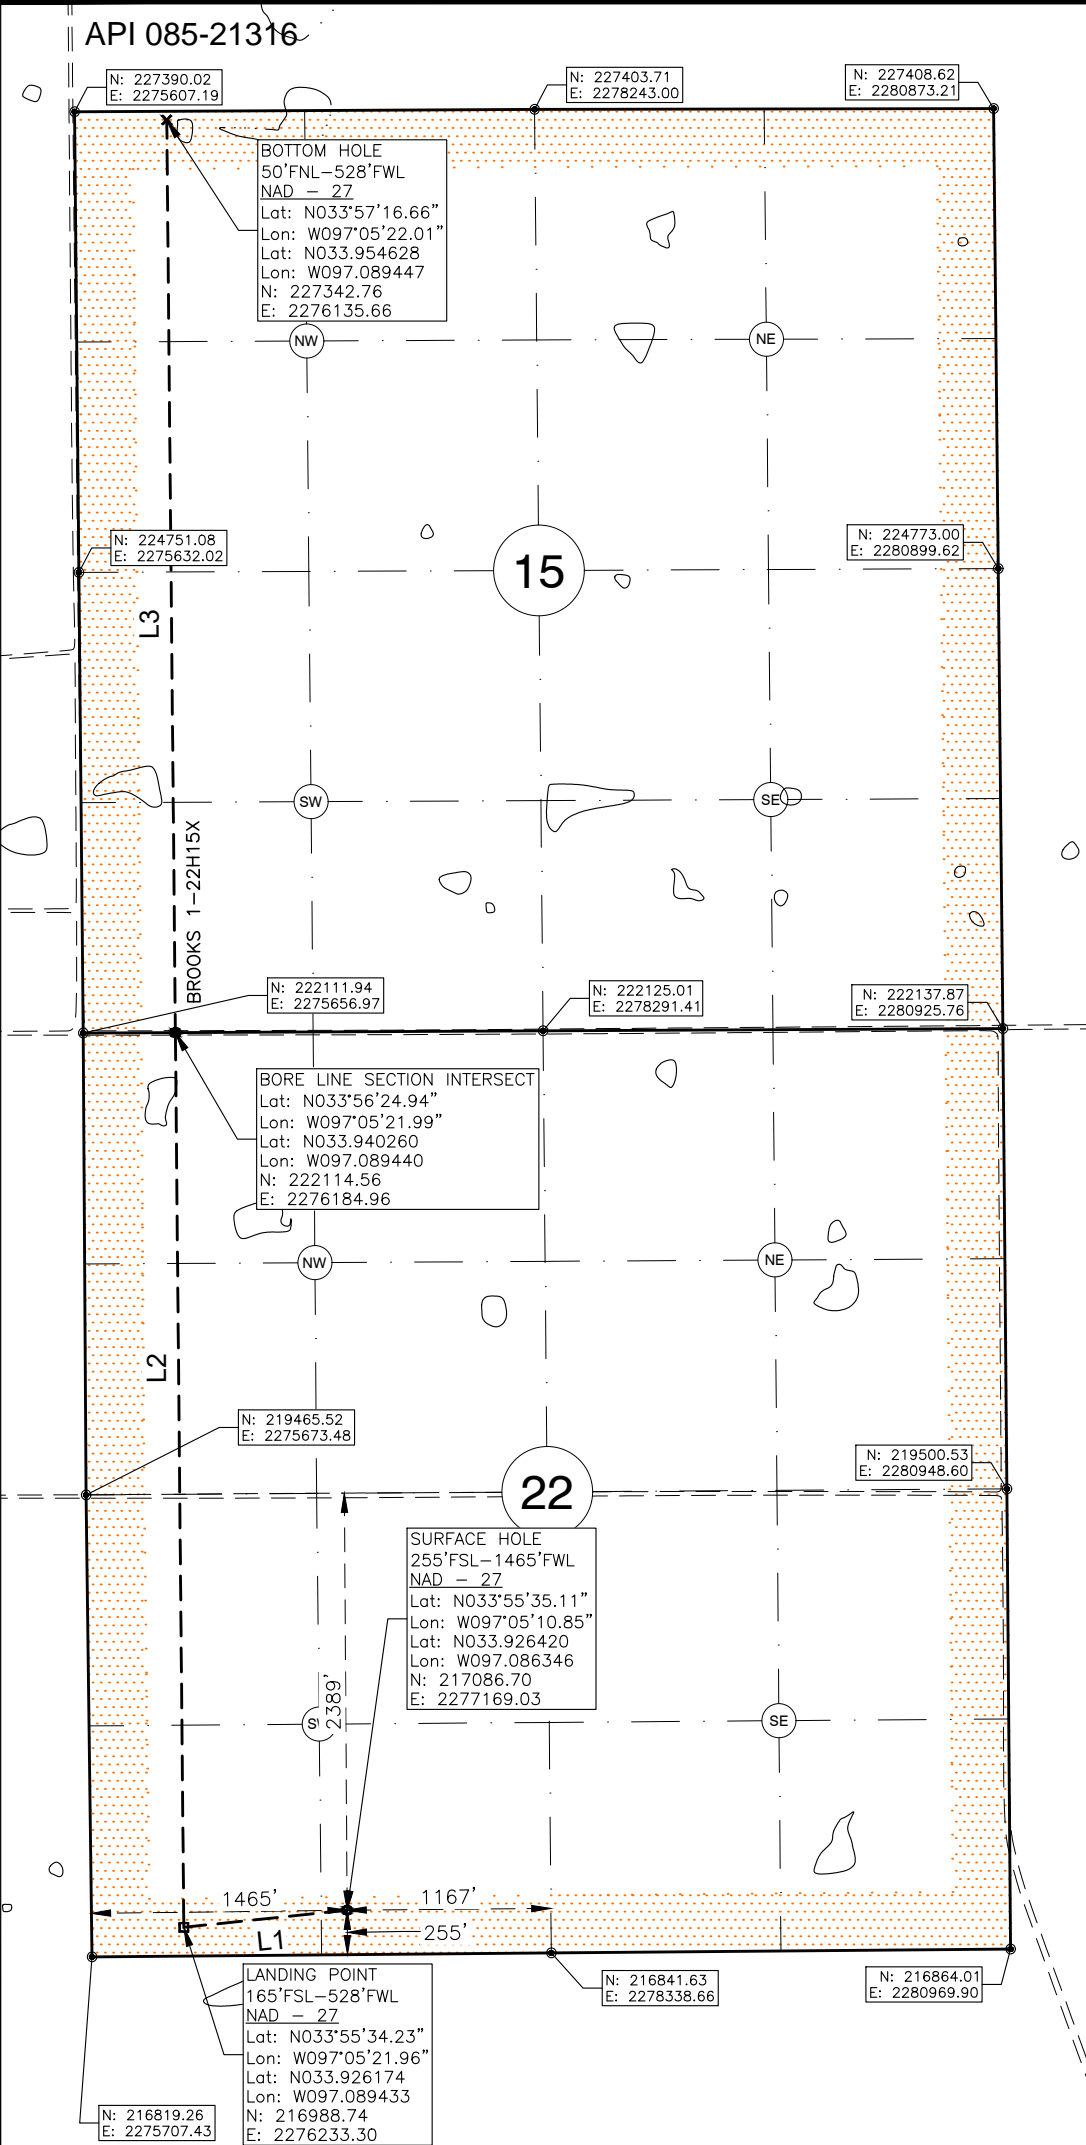 API 085-21316
N: 227390.02
E: 2275607.19
N: 227403.71
E: 2278243.00
N: 227408.62
E: 2280873.21
BOTTOM HOLE
50'FNL-528'FWL
NAD - 27
Lat: N033°57'16.66"
Lon: W097°05'22.01"
Lat: N033.954628
Lon: W097.089447
N: 227342.76
E: 2276135.66
NW
NE
N: 224751.08
E: 2275632.02
15
N: 224773.00
E: 2280899.62
L3
SW
SE
BROOKS 1-22H15X
N: 222111.94
E: 2275656.97
N: 222125.01
E: 2278291.41
N: 222137.87
E: 2280925.76
BORE LINE SECTION INTERSECT
Lat: N033°56'24.94"
Lon: W097°05'21.99"
Lat: N033.940260
Lon: W097.089440
N: 222114.56
E: 2276184.96
NW
NE
L2
N: 219465.52
E: 2275673.48
22
N: 219500.53
E: 2280948.60
SURFACE HOLE
255'FSL-1465'FWL
NAD - 27
Lat: N033°55'35.11"
Lon: W097°05'10.85"
Lat: N033.926420
Lon: W097.086346
N: 217086.70
E: 2277169.03
2389'
SE
1465'
1167'
255'
L1
LANDING POINT
165'FSL-528'FWL
NAD - 27
Lat: N033°55'34.23"
Lon: W097°05'21.96"
Lat: N033.926174
Lon: W097.089433
N: 216988.74
E: 2276233.30
N: 216841.63
E: 2278338.66
N: 216864.01
E: 2280969.90
N: 216819.26
E: 2275707.43